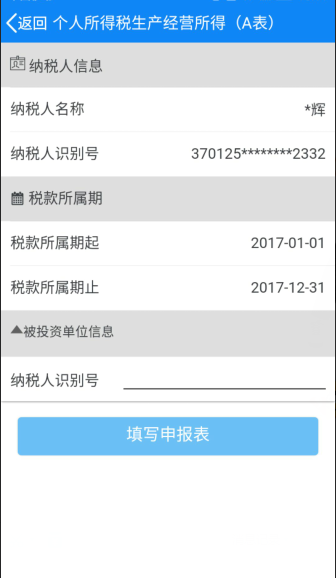 返回 个人所得税生产经营所得（A表）
纳税人信息
纳税人名称 *辉
纳税人识别号 370125********2332
税款所属期
税款所属期起 2017-01-01
税款所属期止 2017-12-31
被投资单位信息
纳税人识别号
填写申报表